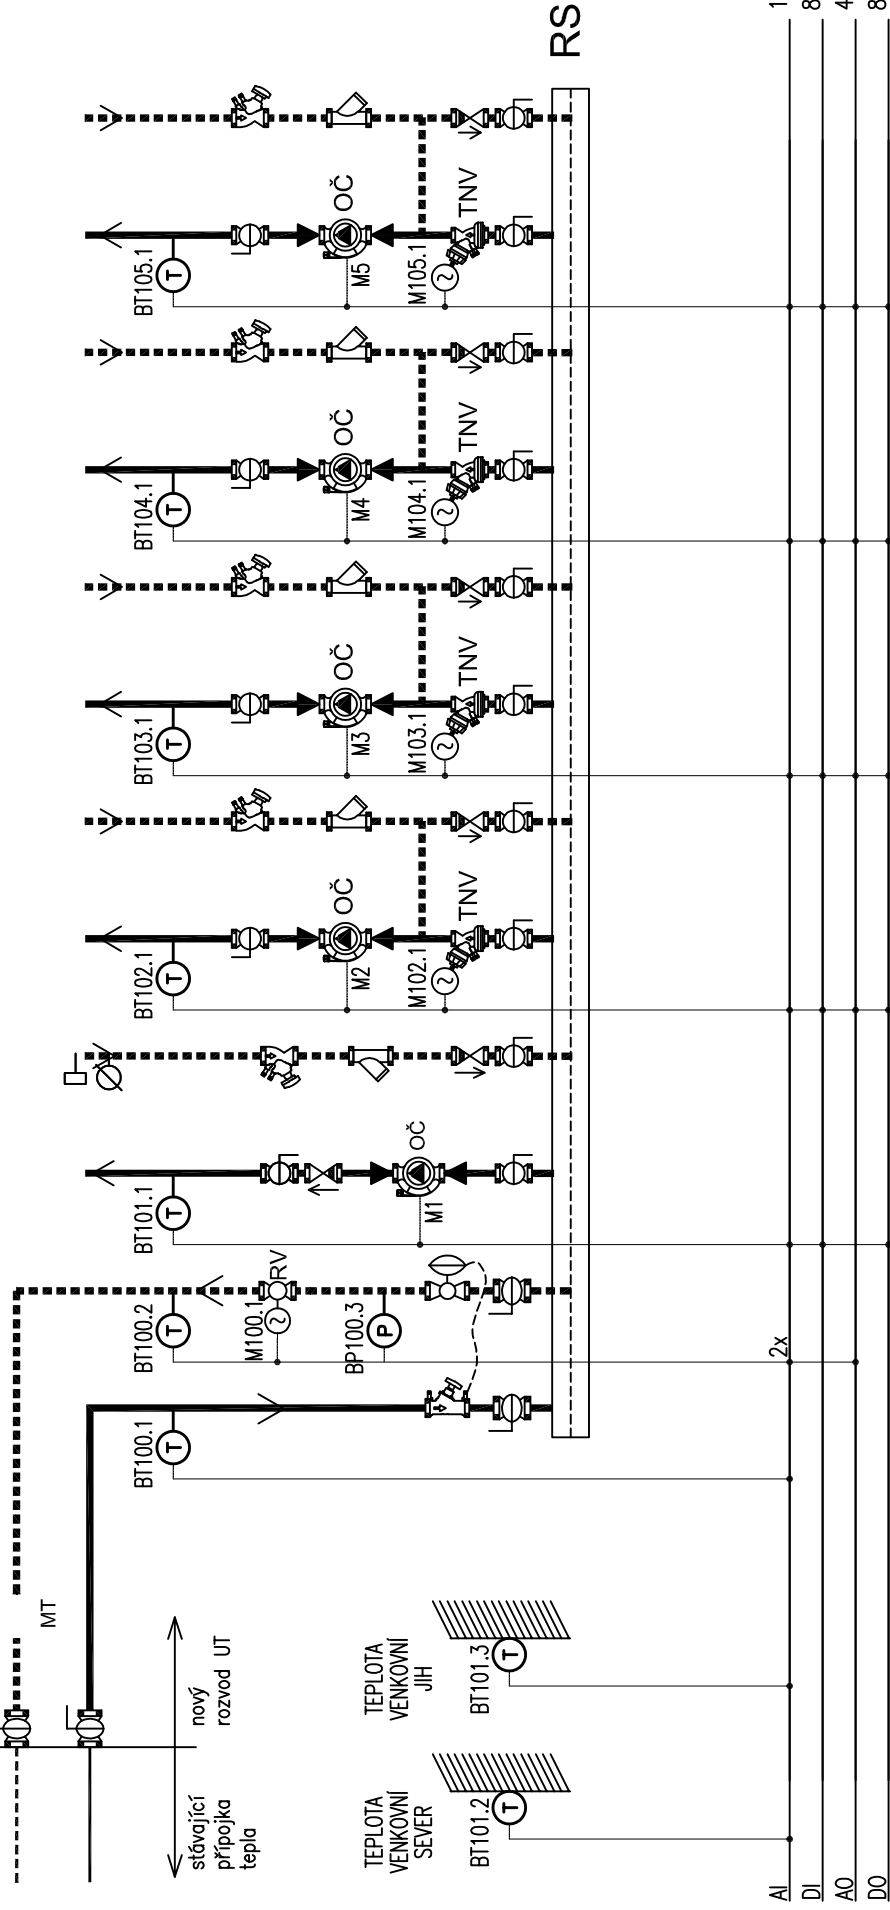 RS
OČ
TNV
BT105.1
M5
M105.1
OČ
TNV
BT104.1
M4
M104.1
OČ
TNV
BT103.1
M3
M103.1
OČ
TNV
BT102.1
M2
M102.1
OČ
BT101.1
M1
RV
BT100.2
M100.1
BP100.3
2x
BT100.1
MT
nový
rozvod UT
stávající
přípojka
tepla
TEPLOTA
VENKOVNÍ
JIH
BT101.3
TEPLOTA
VENKOVNÍ
SEVER
BT101.2
T
T
T
T
T
T
P
T
T
T
AI
DI
AO
DO
1
8
4
8